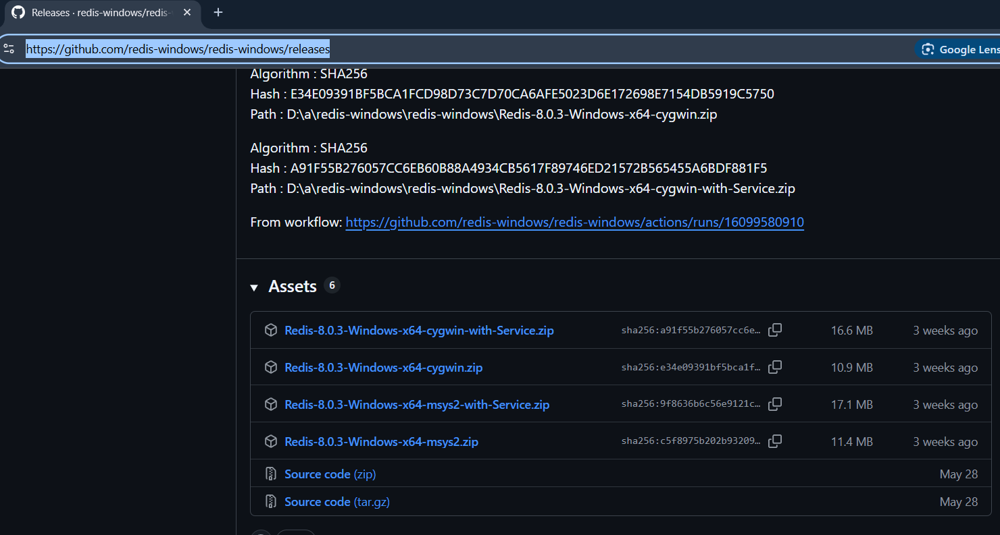 Releases · redis-windows/redis-
https://github.com/redis-windows/redis-windows/releases
Google Lens
Algorithm : SHA256
Hash : E34E09391BF5BCA1FCD98D73C7D70CA6AFE5023D6E172698E7154DB5919C5750
Path : D:\a\redis-windows\redis-windows\Redis-8.0.3-Windows-x64-cygwin.zip
Algorithm : SHA256
Hash : A91F55B276057CC6EB60B88A4934CB5617F89746ED21572B565455A6BDF881F5
Path : D:\a\redis-windows\redis-windows\Redis-8.0.3-Windows-x64-cygwin-with-Service.zip
From workflow: https://github.com/redis-windows/redis-windows/actions/runs/16099580910
Assets 6
Redis-8.0.3-Windows-x64-cygwin-with-Service.zip sha256:a91f55b276057cc6e… 16.6 MB 3 weeks ago
Redis-8.0.3-Windows-x64-cygwin.zip sha256:e34e09391bf5bca1f… 10.9 MB 3 weeks ago
Redis-8.0.3-Windows-x64-msys2-with-Service.zip sha256:9f8636b6c56e9121c… 17.1 MB 3 weeks ago
Redis-8.0.3-Windows-x64-msys2.zip sha256:c5f8975b202b93209… 11.4 MB 3 weeks ago
Source code (zip) May 28
Source code (tar.gz) May 28